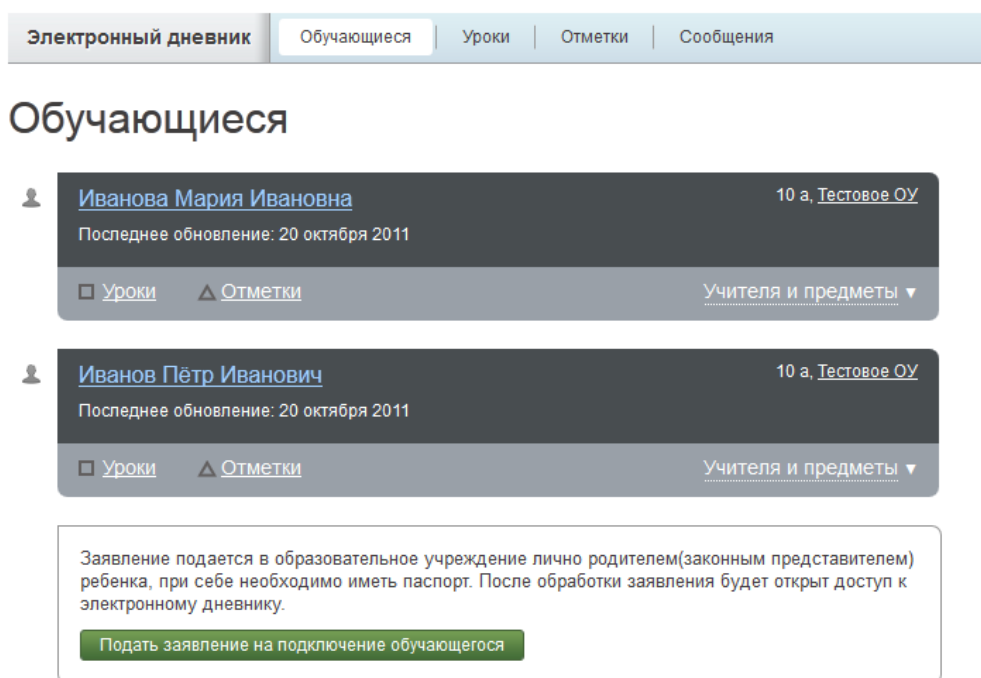 Электронный дневник Обучающиеся Уроки Отметки Сообщения
Обучающиеся
Иванова Мария Ивановна 10 а, Тестовое ОУ
Последнее обновление: 20 октября 2011
Уроки Отметки Учителя и предметы ▼
Иванов Пётр Иванович 10 а, Тестовое ОУ
Последнее обновление: 20 октября 2011
Уроки Отметки Учителя и предметы ▼
Заявление подается в образовательное учреждение лично родителем(законным представителем)
ребенка, при себе необходимо иметь паспорт. После обработки заявления будет открыт доступ к
электронному дневнику.
Подать заявление на подключение обучающегося